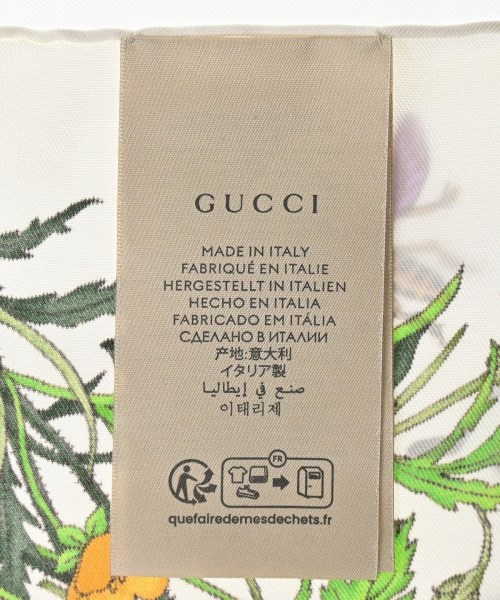 GUCCI
MADE IN ITALY
FABRIQUÉ EN ITALIE
HERGESTELLT IN ITALIEN
HECHO EN ITALIA
FABRICADO EM ITÁLIA
СДЕЛАНО В ИТАЛИИ
产地:意大利
イタリア製
صنع في إيطاليا
이태리제
FR
quefairedemesdechets.fr